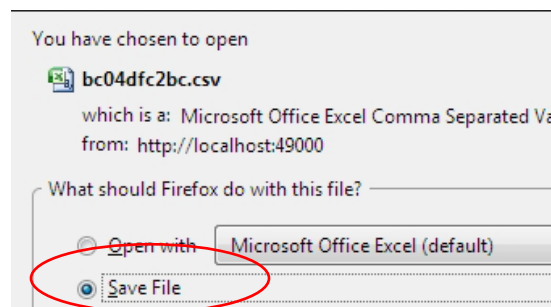 You have chosen to open
bc04dfc2bc.csv
which is a: Microsoft Office Excel Comma Separated Va
from: http://localhost:49000
What should Firefox do with this file?
Open with Microsoft Office Excel (default)
Save File